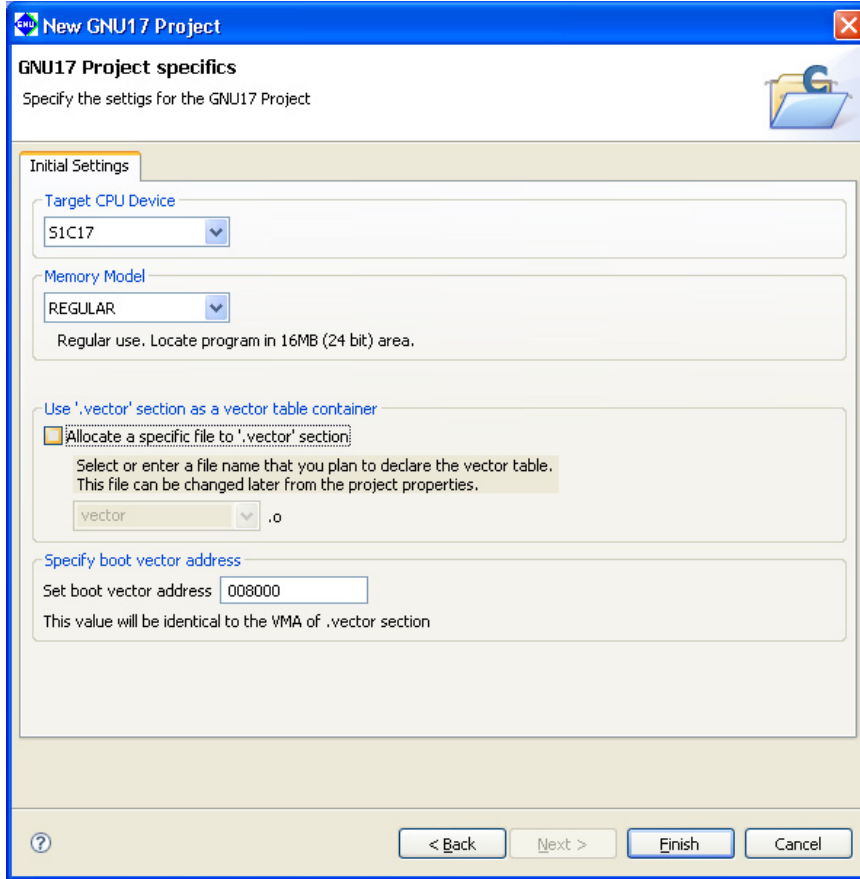 New GNU17 Project
GNU17 Project specifics
Specify the settigs for the GNU17 Project
Initial Settings
Target CPU Device
S1C17
Memory Model
REGULAR
Regular use. Locate program in 16MB (24 bit) area.
Use '.vector' section as a vector table container
Allocate a specific file to '.vector' section
Select or enter a file name that you plan to declare the vector table.
This file can be changed later from the project properties.
vector .o
Specify boot vector address
Set boot vector address 008000
This value will be identical to the VMA of .vector section
? < Back Next > Finish Cancel